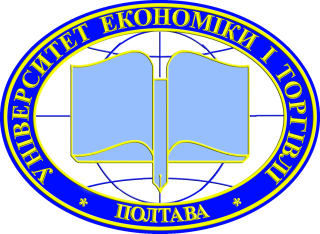 УНІВЕРСИТЕТ ЕКОНОМІКИ І ТОРГІВЛІ
* ПОЛТАВА *